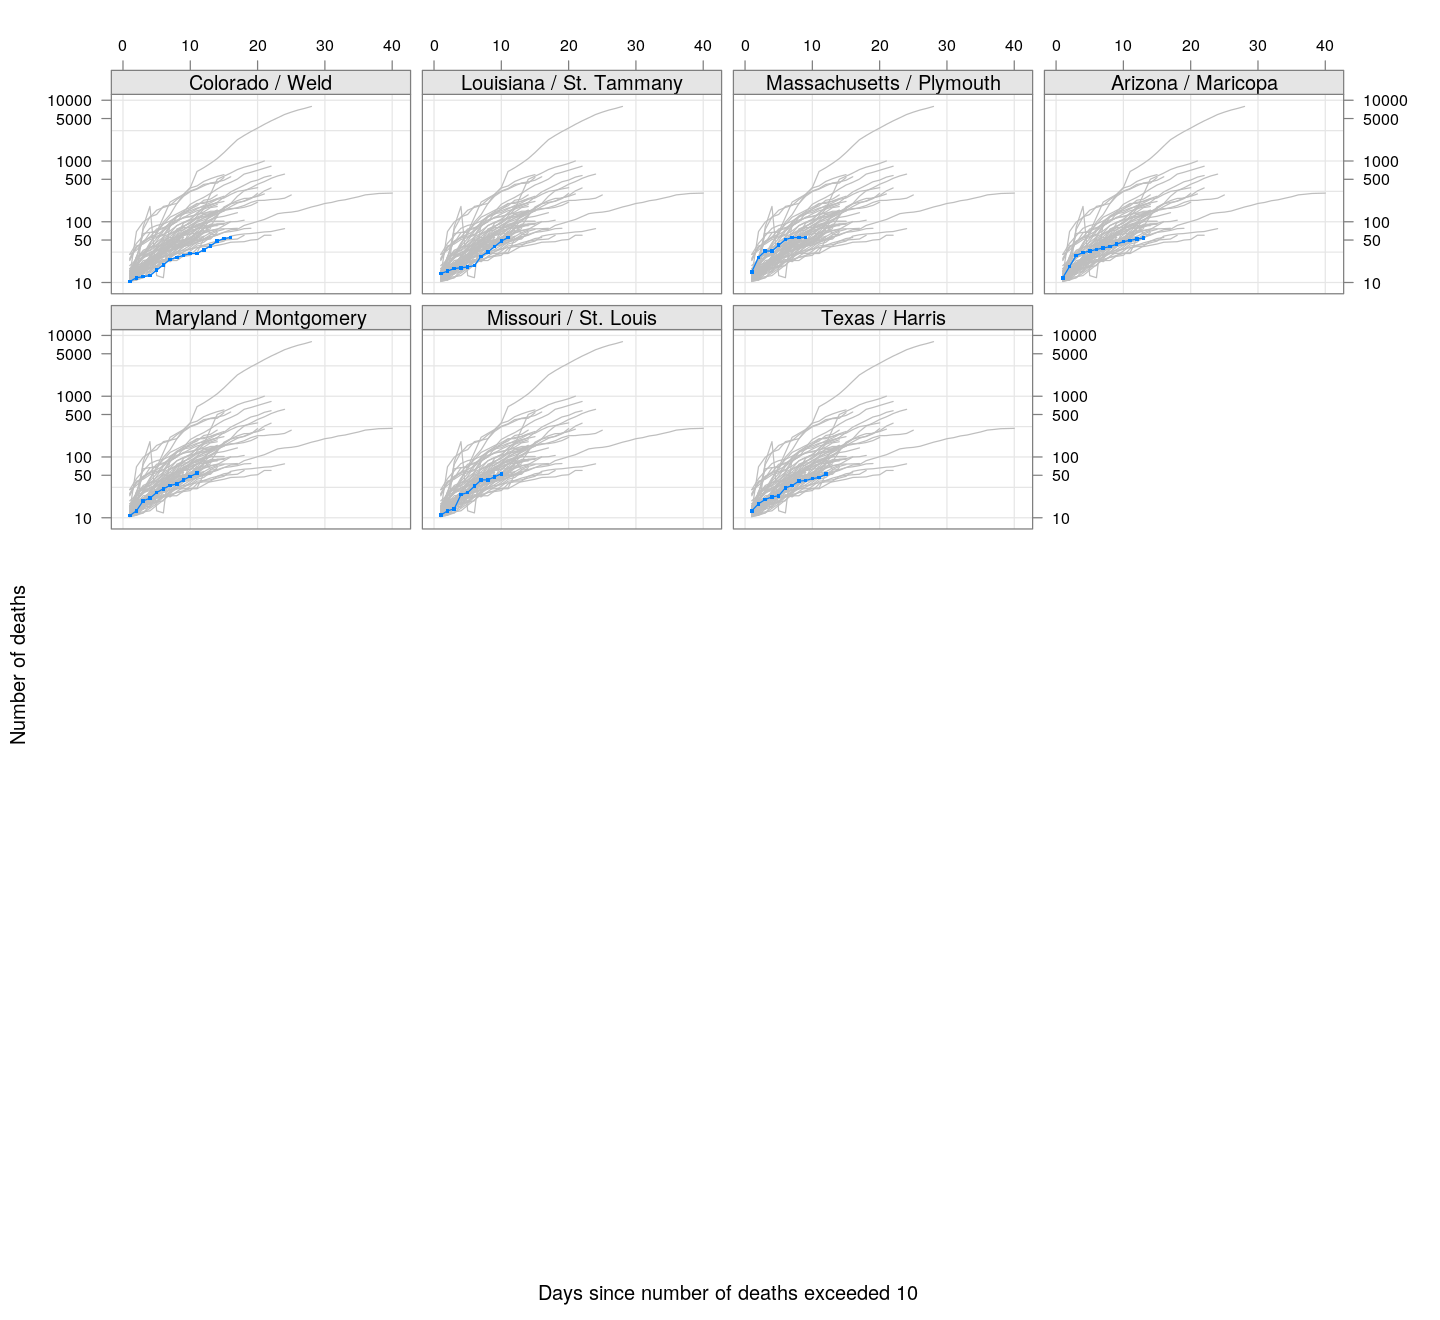 0 10 20 30 40 0 10 20 30 40 0 10 20 30 40 0 10 20 30 40
Colorado / Weld Louisiana / St. Tammany Massachusetts / Plymouth Arizona / Maricopa
10000 10000
5000 5000
1000 1000
500 500
100 100
50 50
10 10
Maryland / Montgomery Missouri / St. Louis Texas / Harris
10000 10000
5000 5000
1000 1000
500 500
100 100
50 50
10 10
Number of deaths
Days since number of deaths exceeded 10